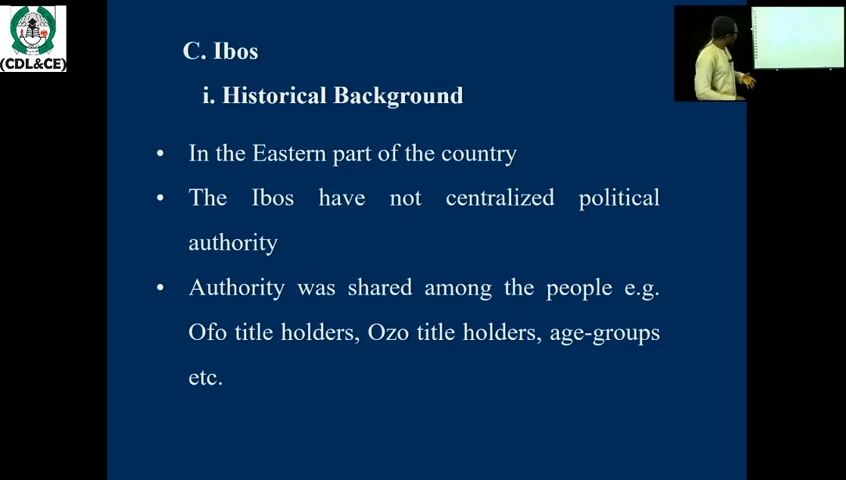 (CDL&CE)
C. Ibos
i. Historical Background
• In the Eastern part of the country
• The Ibos have not centralized political
authority
• Authority was shared among the people e.g.
Ofo title holders, Ozo title holders, age-groups
etc.